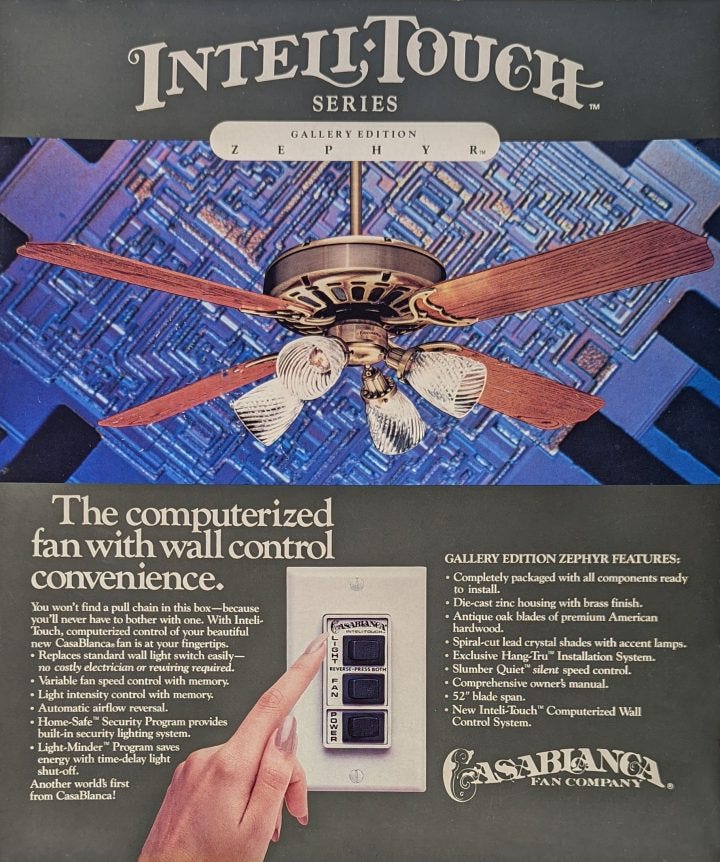 INTELI·TOUCH™
SERIES
GALLERY EDITION
ZEPHYR™
The computerized
fan with wall control
convenience.
You won't find a pull chain in this box—because
you'll never have to bother with one. With Inteli-
Touch, computerized control of your beautiful
new CasaBlanca® fan is at your fingertips.
• Replaces standard wall light switch easily—
no costly electrician or rewiring required.
• Variable fan speed control with memory.
• Light intensity control with memory.
• Automatic airflow reversal.
• Home-Safe™ Security Program provides
built-in security lighting system.
• Light-Minder™ Program saves
energy with time-delay light
shut-off.
Another world's first
from CasaBlanca!
CASABLANCA
INTELI-TOUCH™
LIGHT
REVERSE-PRESS BOTH
FAN
POWER
GALLERY EDITION ZEPHYR FEATURES:
• Completely packaged with all components ready
to install.
• Die-cast zinc housing with brass finish.
• Antique oak blades of premium American
hardwood.
• Spiral-cut lead crystal shades with accent lamps.
• Exclusive Hang-Tru™ Installation System.
• Slumber Quiet™ silent speed control.
• Comprehensive owner's manual.
• 52" blade span.
• New Inteli-Touch™ Computerized Wall
Control System.
CASABLANCA®
FAN COMPANY